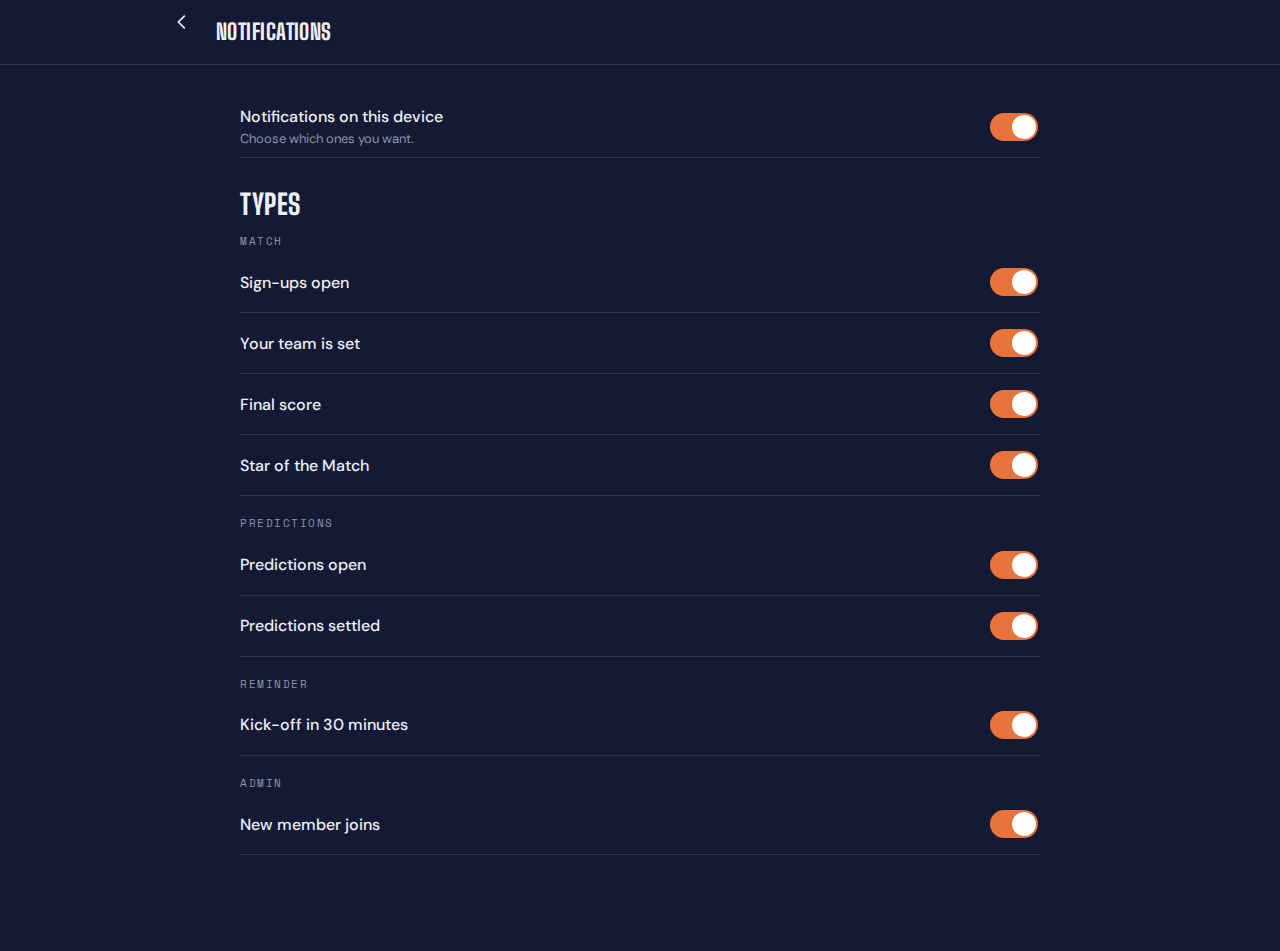 NOTIFICATIONS
Notifications on this device
Choose which ones you want.
TYPES
MATCH
Sign-ups open
Your team is set
Final score
Star of the Match
PREDICTIONS
Predictions open
Predictions settled
REMINDER
Kick-off in 30 minutes
ADMIN
New member joins